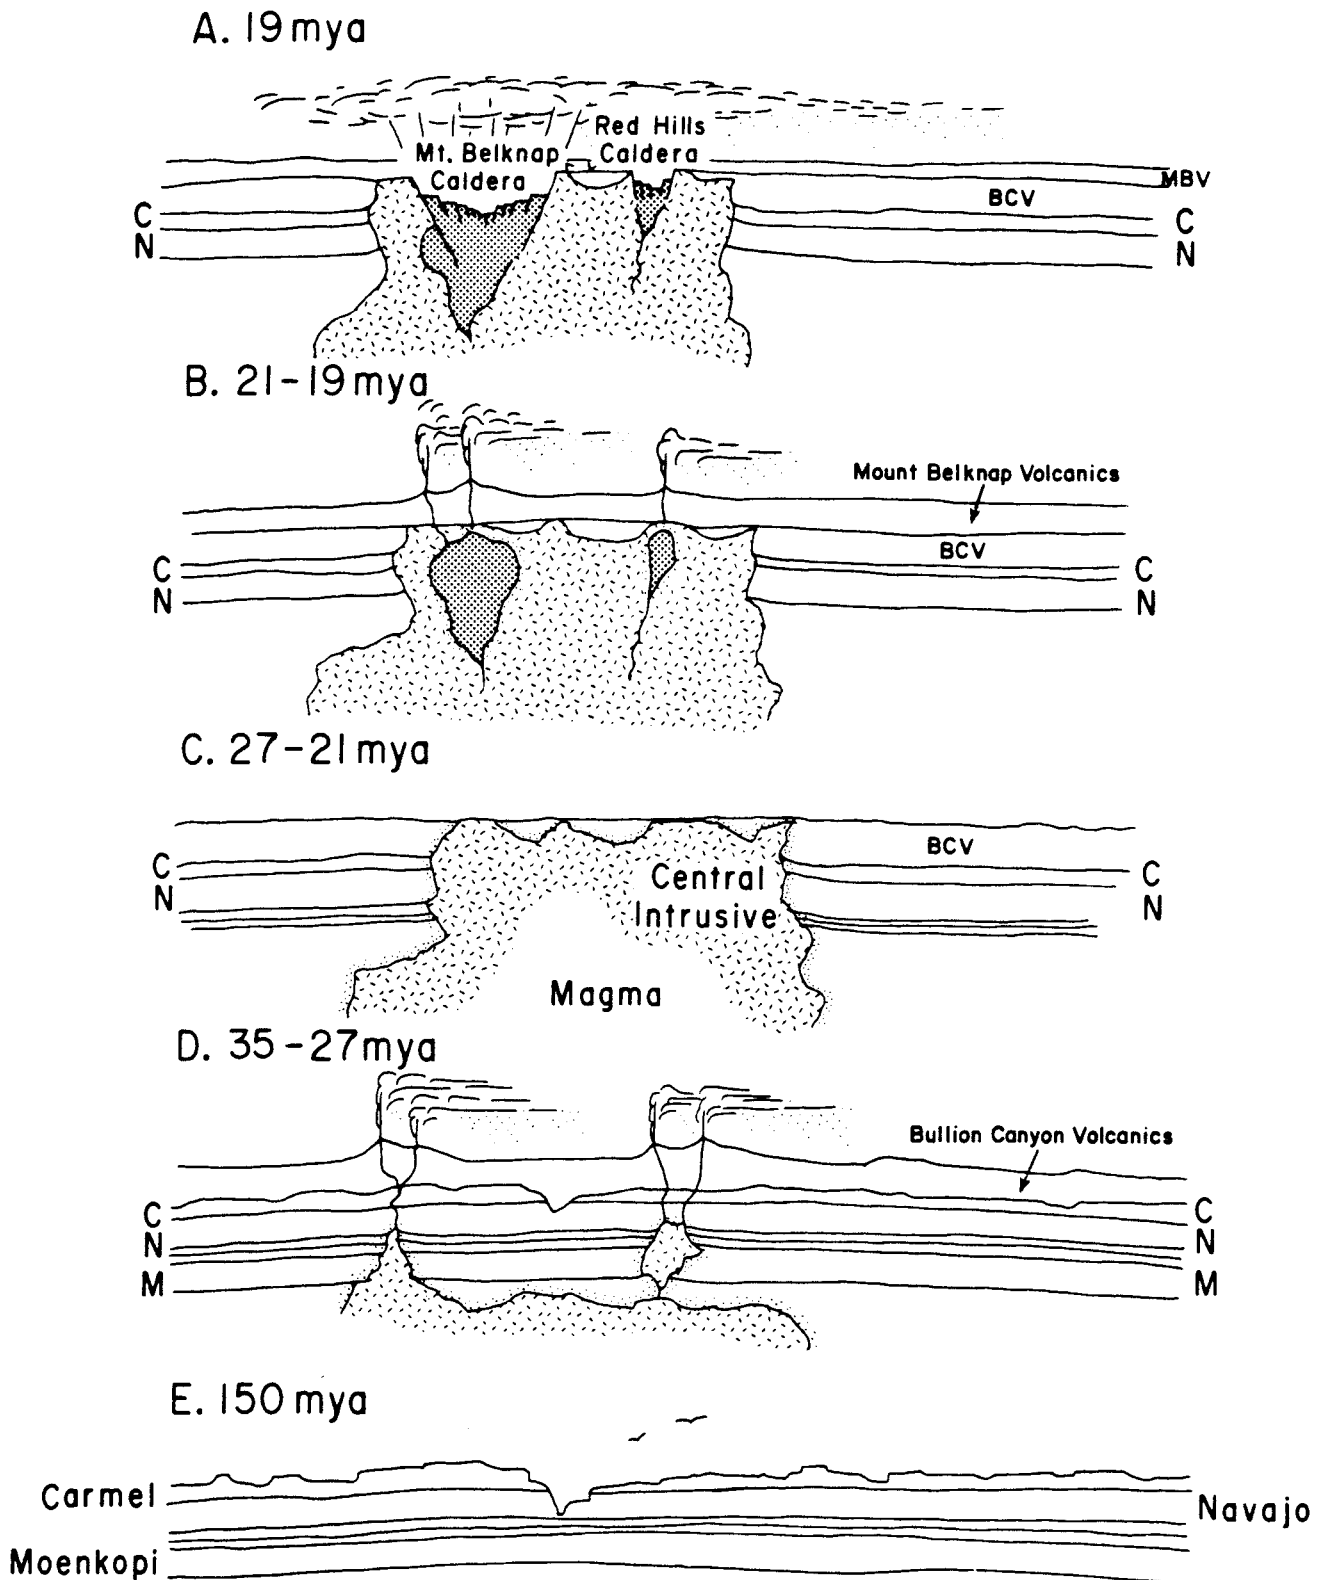 A. 19 mya
Red Hills
Caldera
Mt. Belknap
Caldera
MBV
BCV
C
C
N
N
B. 21-19 mya
Mount Belknap Volcanics
BCV
C
C
N
N
C. 27-21 mya
BCV
C
C
N
N
Central
Intrusive
Magma
D. 35-27 mya
Bullion Canyon Volcanics
C
C
N
N
M
M
E. 150 mya
Carmel
Navajo
Moenkopi